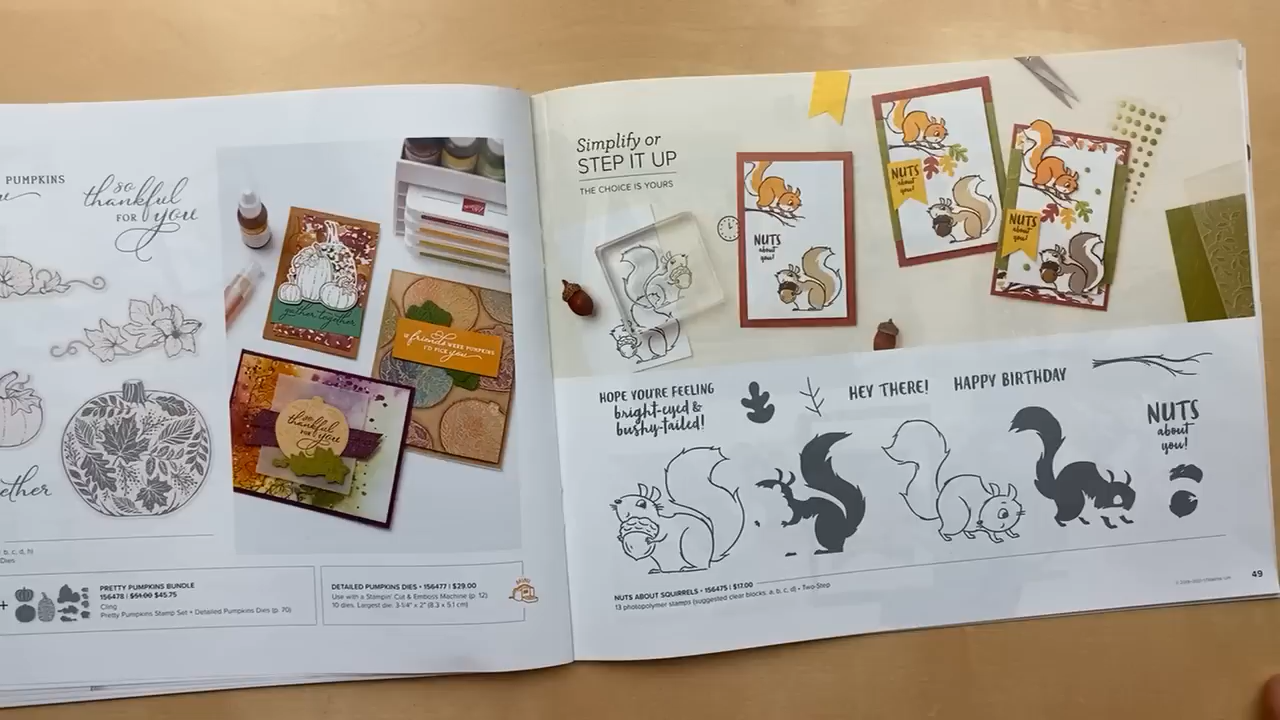 PUMPKINS
so
thankful
FOR you
gather together
if friends WERE PUMPKINS
I'D PICK you
so
thankful
FOR you
b, c, d, h)
Dies
+
PRETTY PUMPKINS BUNDLE
156478 | $51.00 $45.75
Cling
Pretty Pumpkins Stamp Set + Detailed Pumpkins Dies (p. 70)
DETAILED PUMPKINS DIES • 156477 | $29.00
Use with a Stampin' Cut & Emboss Machine (p. 12)
10 dies. Largest die: 3-1/4" x 2" (8.3 x 5.1 cm)
MINI
Simplify or
STEP IT UP
THE CHOICE IS YOURS
NUTS
about
you!
NUTS
about
you!
NUTS
about
you!
HOPE YOU'RE FEELING
bright-eyed &
bushy-tailed!
HEY THERE!
HAPPY BIRTHDAY
NUTS
about
you!
NUTS ABOUT SQUIRRELS • 156475 | $17.00
13 photopolymer stamps (suggested clear blocks: a, b, c, d) • Two-Step
49